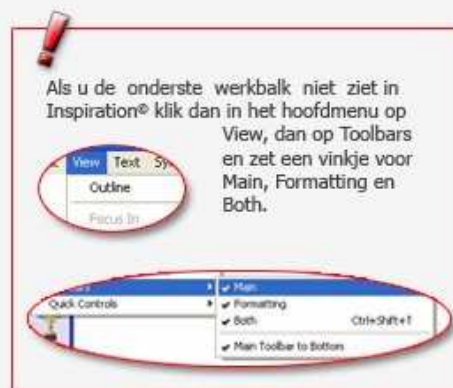 Als u de onderste werkbalk niet ziet in
Inspiration© klik dan in het hoofdmenu op
View, dan op Toolbars
en zet een vinkje voor
Main, Formatting en
Both.
View Text
Outline
Focus In
Main
Quick Controls Formatting
Both Ctrl+Shift+T
Main Toolbar to Bottom